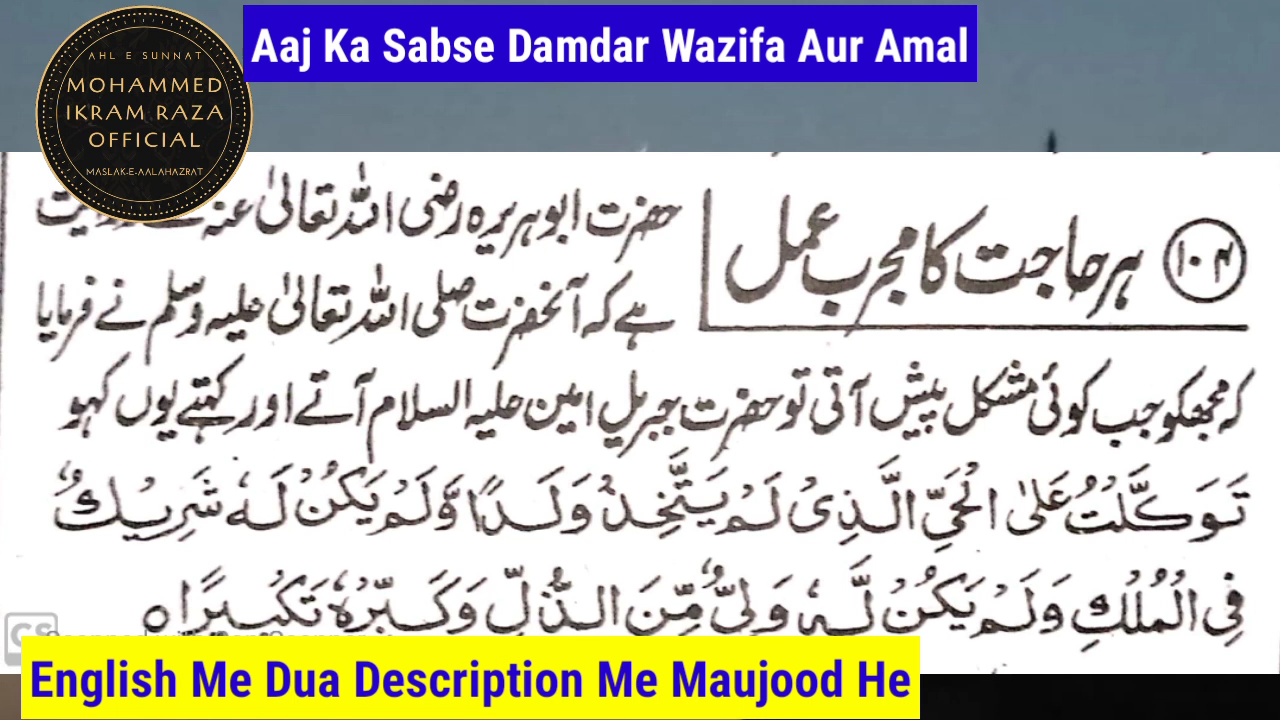 Aaj Ka Sabse Damdar Wazifa Aur Amal
AHL E SUNNAT
MOHAMMED
IKRAM RAZA
OFFICIAL
MASLAK-E-AALAHAZRAT
۱۰۴ ہر حاجت کا مجرب عمل
حضرت ابوہریرہ رضی اللہ تعالیٰ عنہ
ہے کہ آنحضرت صلی اللہ تعالیٰ علیہ وسلم نے فرمایا
کہ مجھکو جب کوئی مشکل پیش آتی تو حضرت جبریل امین علیہ السلام آتے اور کہتے یوں کہو
تَوَكَّلْتُ عَلَى الْحَيِّ الَّذِىْ لَمْ يَتَّخِذْ وَلَدًا وَّلَمْ يَكُنْ لَهٗ شَرِيْكٌ
فِى الْمُلْكِ وَلَمْ يَكُنْ لَّهٗ وَلِىٌّ مِّنَ الذُّلِّ وَكَبِّرْهُ تَكْبِيْرًا ہ
CS
English Me Dua Description Me Maujood He